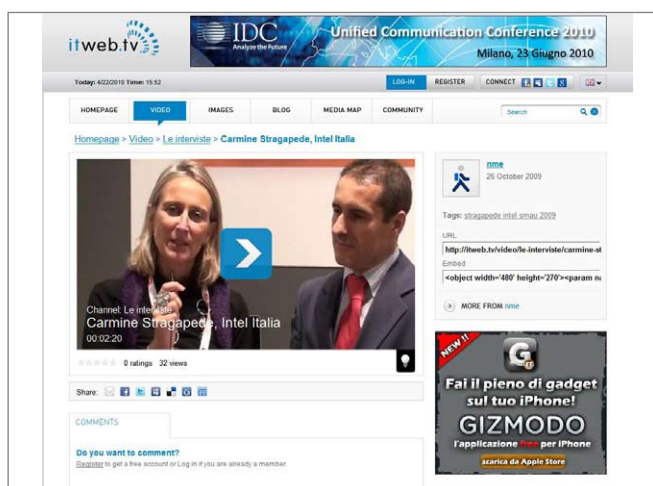 itweb.tv
IDC
Analyze the Future
Unified Communication Conference 2010
Milano, 23 Giugno 2010
Today: 4/22/2010 Time: 15:52
LOG-IN
REGISTER
CONNECT
HOMEPAGE
VIDEO
IMAGES
BLOG
MEDIA MAP
COMMUNITY
Search
Homepage > Video > Le interviste > Carmine Stragapede, Intel Italia
Channel: Le interviste
Carmine Stragapede, Intel Italia
00:02:20
0 ratings 32 views
Share:
COMMENTS
Do you want to comment?
Register to get a free account or Log in if you are already a member
nme
26 October 2009
Tags: stragapede intel smau 2009
URL
http://itweb.tv/video/le-interviste/carmine-st
Embed
<object width='480' height='270'><param na
MORE FROM nme
NEW !!
G
Fai il pieno di gadget
sul tuo iPhone!
GIZMODO
l'applicazione free per iPhone
scarica da Apple Store